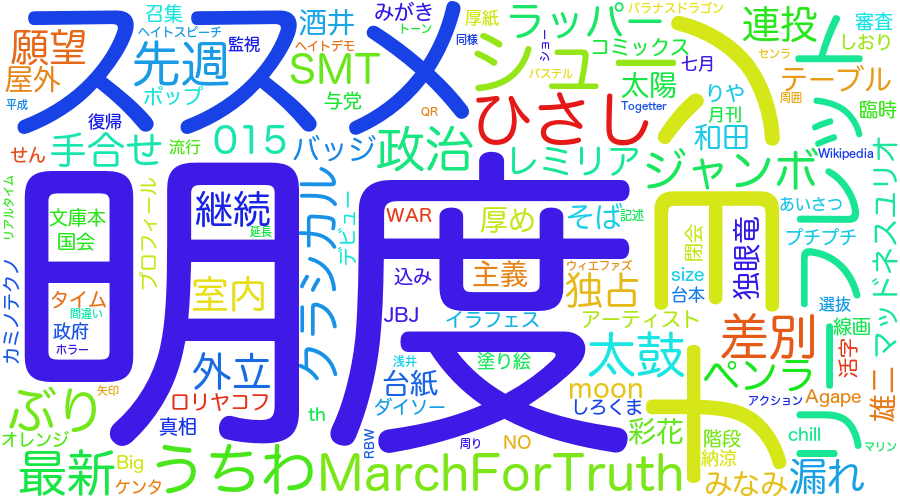 召集
ヘイトスピーチ
ススメ
願望
屋外
平成
先週
監視
ポップ
復帰
酒井
ヘイトデモ
SMT
与党
みがき
トーン
同様
ーヨジ
厚紙
シュート
QR
パステル
ラッパー
パラナスドラゴン
コミックス
太陽
七月
Togetter
連投
センラ
審査
しおり
テーブル
周囲
りや
月刊
臨時
和田
Wikipedia
せん
手合せ
流行
015
バッジ
政治
ひさし
レミリア
ジャンボ
リアルタイム
明度
文庫本
国会
プロフィール
継続
延長
クラシカル
デビュー
WAR
厚め
そば
記述
閉会
独眼竜
あいさつ
プチプチ
リーフレット
マッドネスユリオ
カミノテクノ
タイム
間違い
政府
ホラー
室内
込み
主義
ウィエファズ
独占
size
台本
選抜
線画
JBJ
イラフェス
アーティスト
差別
活字
矢印
外立
ロリヤコフ
浅井
台紙
ダイソー
塗り絵
太鼓
moon
しろくま
ペンラ
アクション
Agape
雄二
ぶり
オレンジ
真相
th
RBW
周り
NO
彩花
階段
納涼
chill
マリン
最新
Big
ケンタ
うちわ
MarchForTruth
みなみ
漏れ